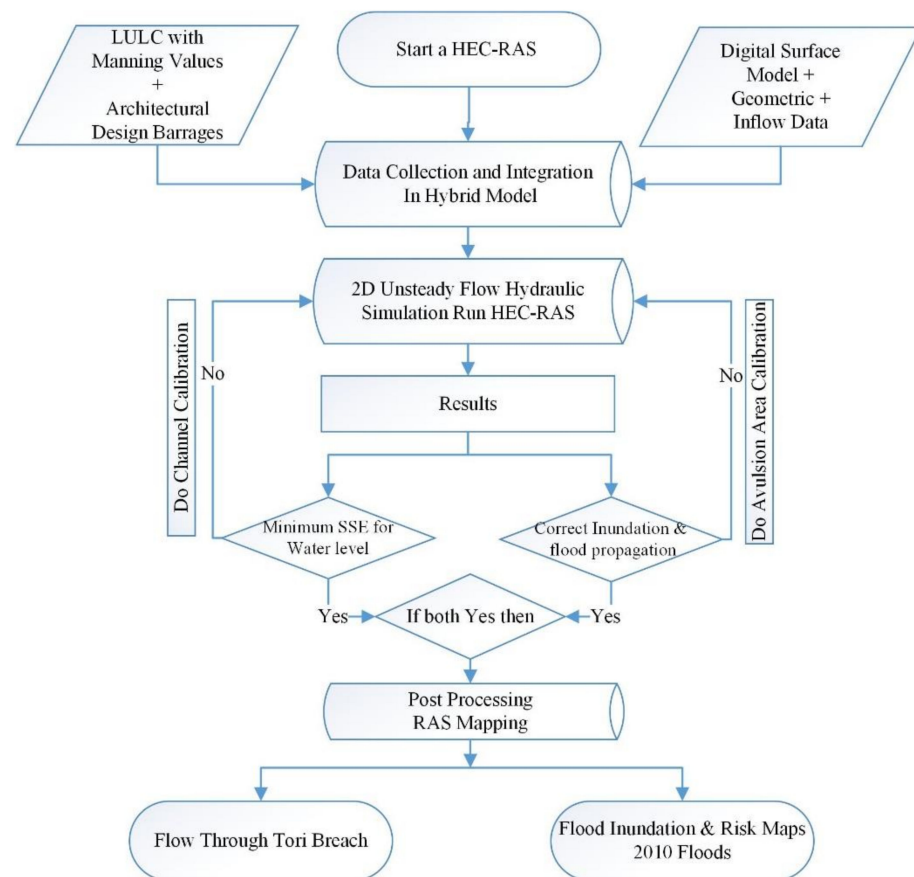 LULC with
Manning Values
+
Architectural
Design Barrages
Start a HEC-RAS
Digital Surface
Model +
Geometric +
Inflow Data
Data Collection and Integration
In Hybrid Model
2D Unsteady Flow Hydraulic
Simulation Run HEC-RAS
Do Channel Calibration
No
No
Do Avulsion Area Calibration
Results
Minimum SSE for
Water level
Correct Inundation &
flood propagation
Yes
If both Yes then
Yes
Post Processing
RAS Mapping
Flow Through Tori Breach
Flood Inundation & Risk Maps
2010 Floods